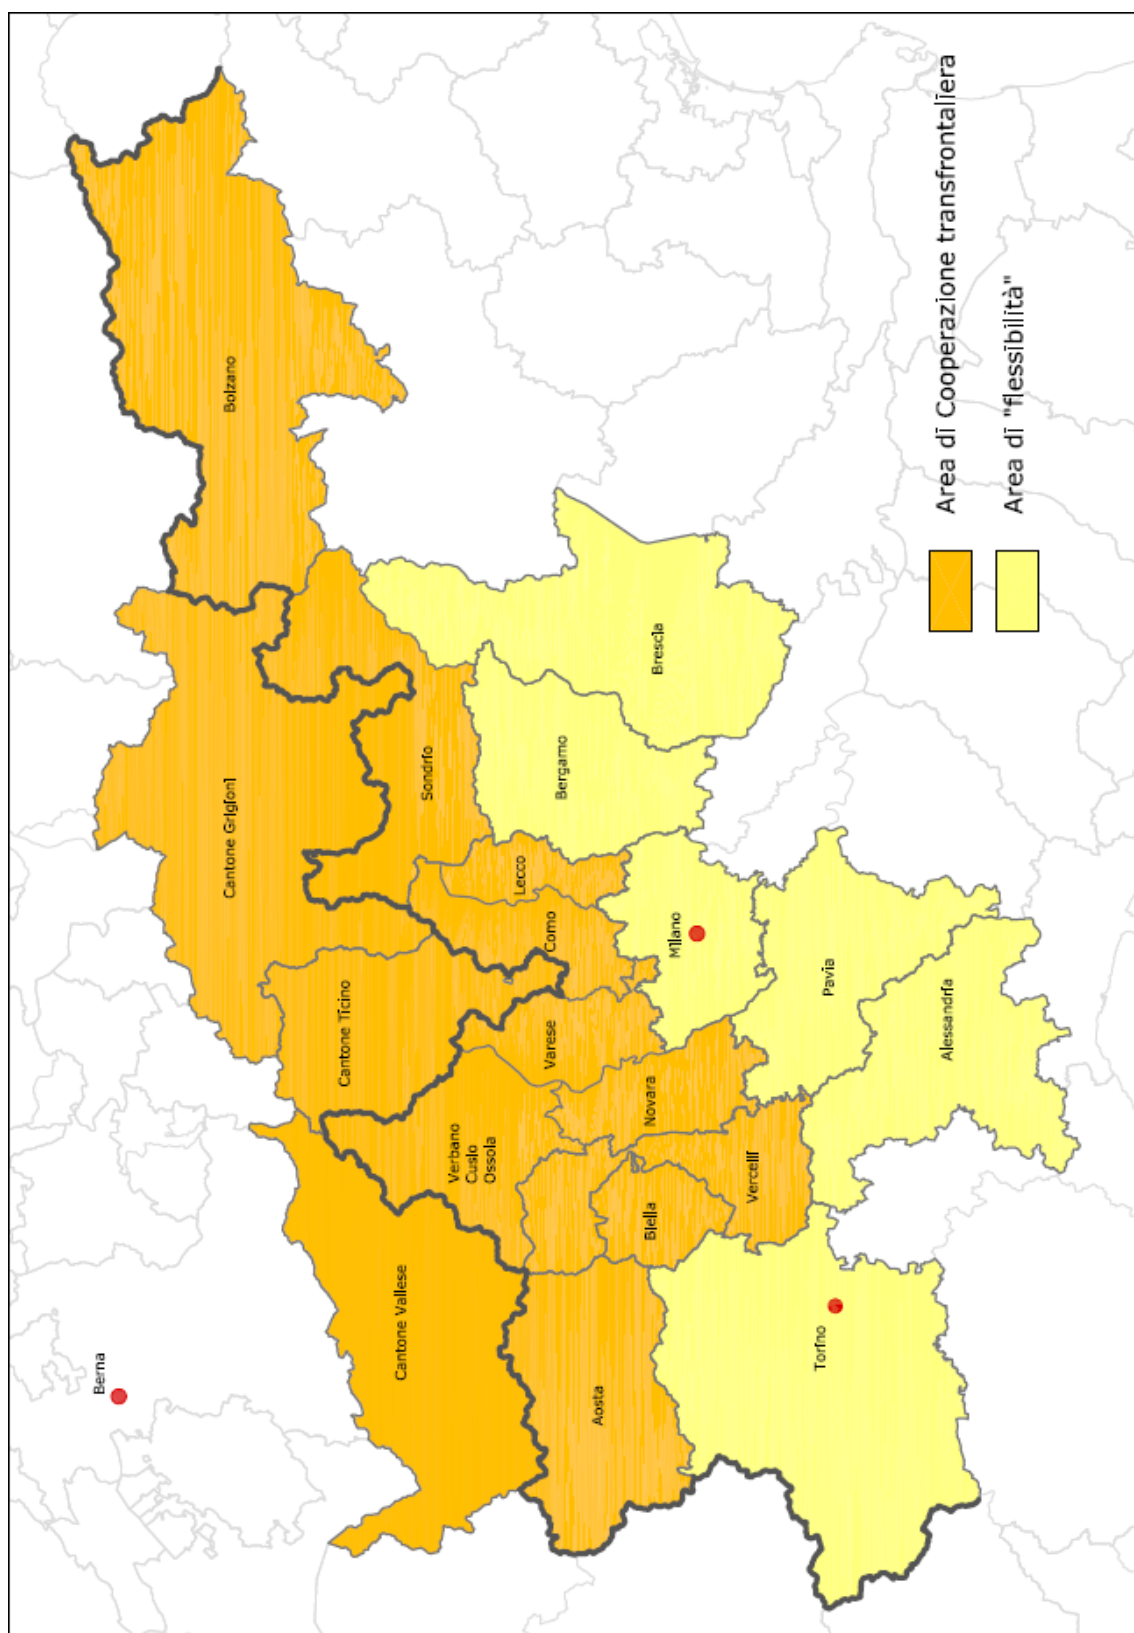 Berna
Cantone Grigioni
Bolzano
Cantone Ticino
Cantone Vallese
Sondrio
Verbano
Cusio
Ossola
Lecco
Varese
Como
Bergamo
Aosta
Biella
Novara
Brescia
Milano
Vercelli
Torino
Pavia
Alessandria
Area di Cooperazione transfrontaliera
Area di "flessibilità"